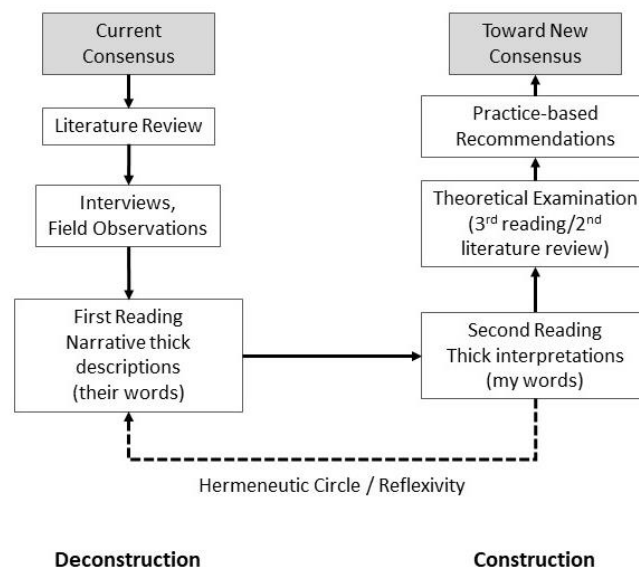 Current
Consensus
Literature Review
Interviews,
Field Observations
First Reading
Narrative thick
descriptions
(their words)
Toward New
Consensus
Practice-based
Recommendations
Theoretical Examination
(3rd reading/2nd
literature review)
Second Reading
Thick interpretations
(my words)
Hermeneutic Circle / Reflexivity
Deconstruction
Construction